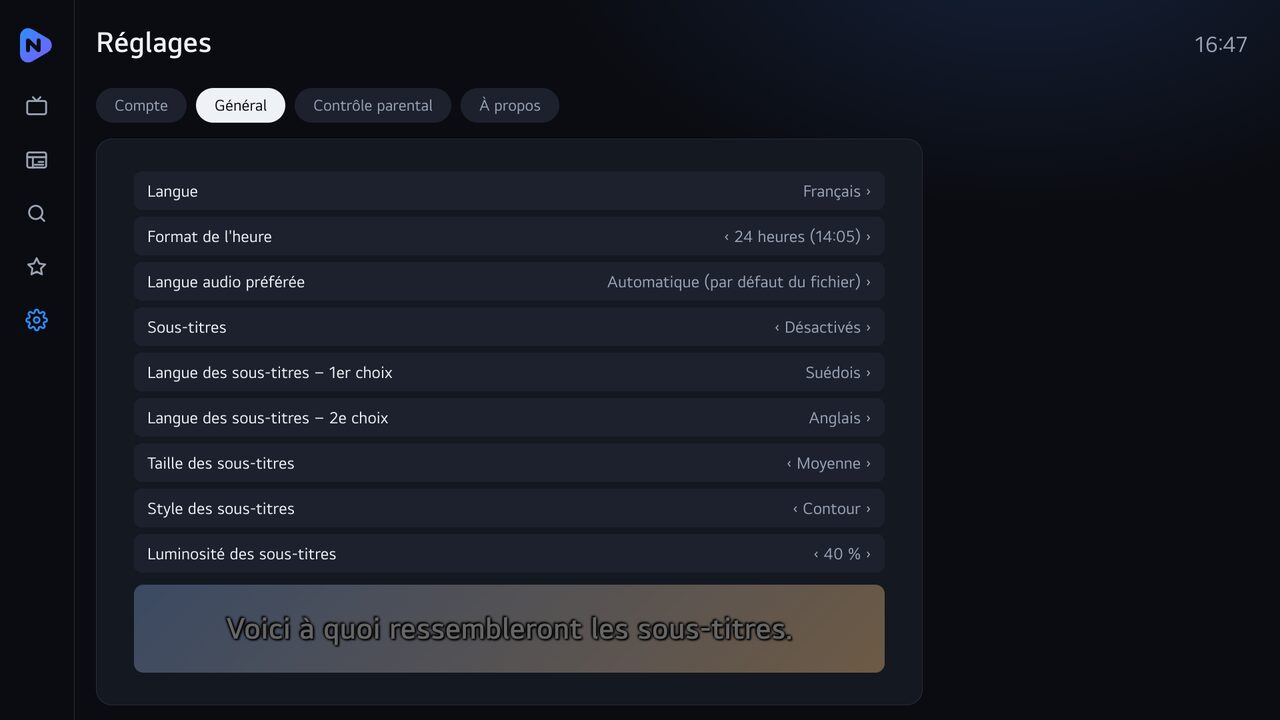 N
Réglages
16:47
Compte
Général
Contrôle parental
À propos
Langue
Français ›
Format de l'heure
‹ 24 heures (14:05) ›
Langue audio préférée
Automatique (par défaut du fichier) ›
Sous-titres
‹ Désactivés ›
Langue des sous-titres – 1er choix
Suédois ›
Langue des sous-titres – 2e choix
Anglais ›
Taille des sous-titres
‹ Moyenne ›
Style des sous-titres
‹ Contour ›
Luminosité des sous-titres
‹ 40 % ›
Voici à quoi ressembleront les sous-titres.